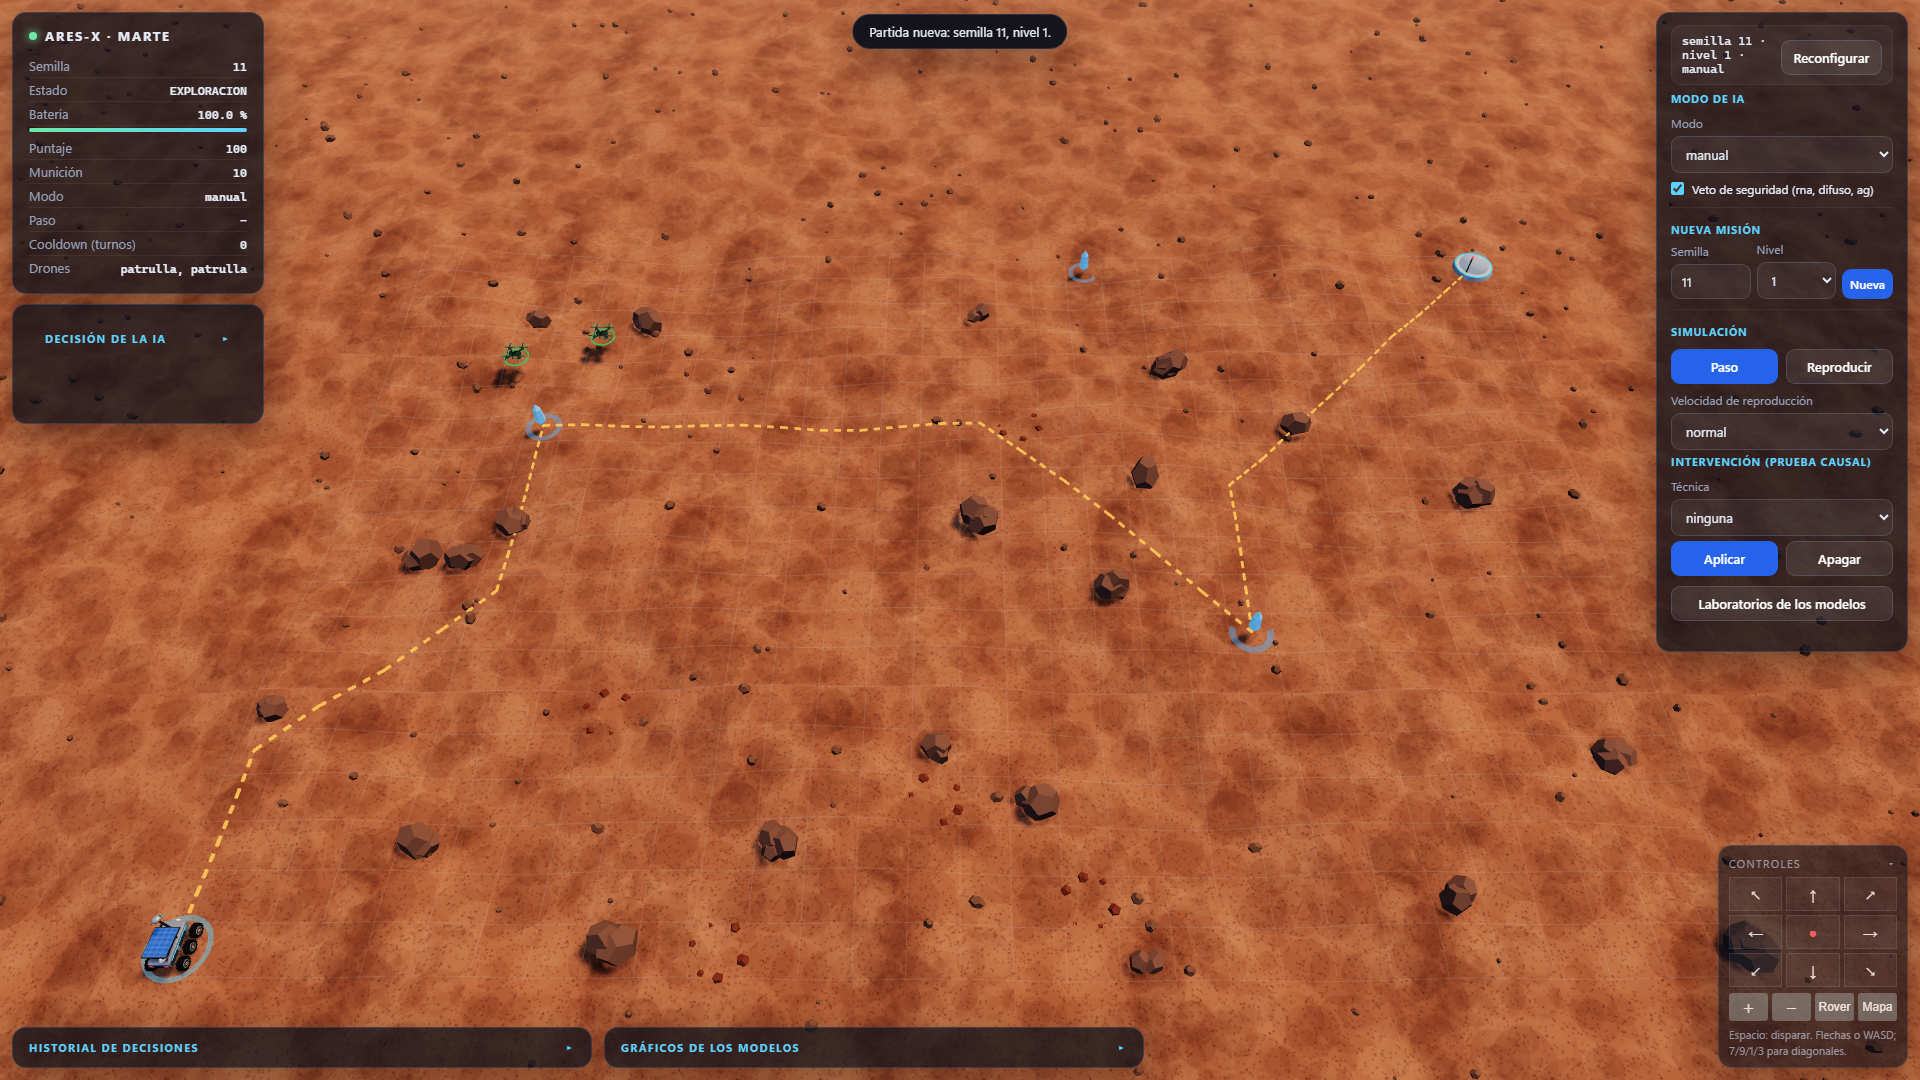 ARES-X · MARTE
Semilla 11
Estado EXPLORACION
Batería 100.0 %
Puntaje 100
Munición 10
Modo manual
Paso –
Cooldown (turnos) 0
Drones patrulla, patrulla
DECISIÓN DE LA IA
Partida nueva: semilla 11, nivel 1.
semilla 11 ·
nivel 1 ·
manual
Reconfigurar
MODO DE IA
Modo
manual
Veto de seguridad (rna, difuso, ag)
NUEVA MISIÓN
Semilla Nivel
11 1 Nueva
SIMULACIÓN
Paso Reproducir
Velocidad de reproducción
normal
INTERVENCIÓN (PRUEBA CAUSAL)
Técnica
ninguna
Aplicar Apagar
Laboratorios de los modelos
CONTROLES
↖ ↑ ↗
← →
↙ ↓ ↘
+ − Rover Mapa
Espacio: disparar. Flechas o WASD;
7/9/1/3 para diagonales.
HISTORIAL DE DECISIONES
GRÁFICOS DE LOS MODELOS